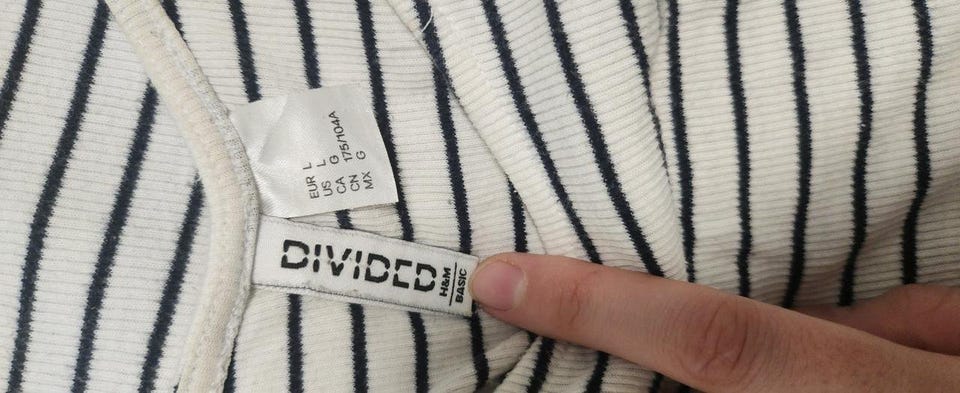 EUR L
US L
CA G
CN 175/104A
MX G
DIVIDED
H&M
BASIC